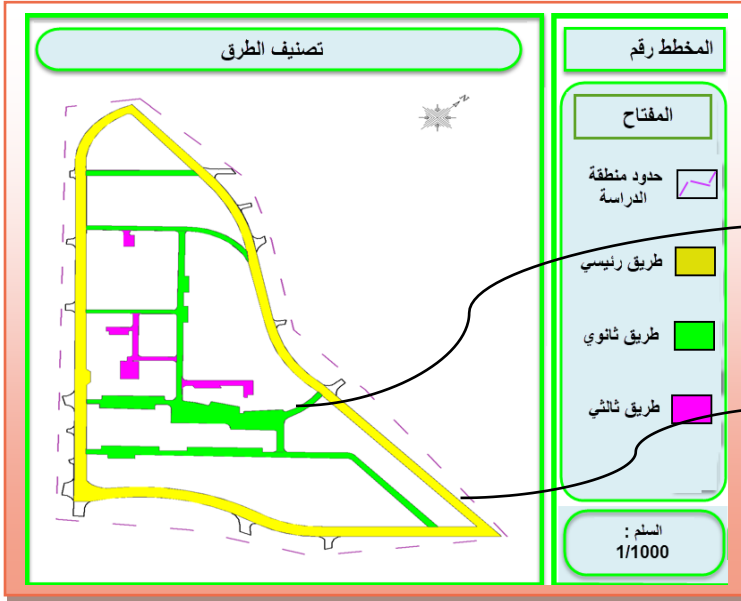 المخطط رقم
تصنيف الطرق
N
المفتاح
حدود منطقة
الدراسة
طريق رئيسي
طريق ثانوي
طريق ثالثي
السلم :
1/1000